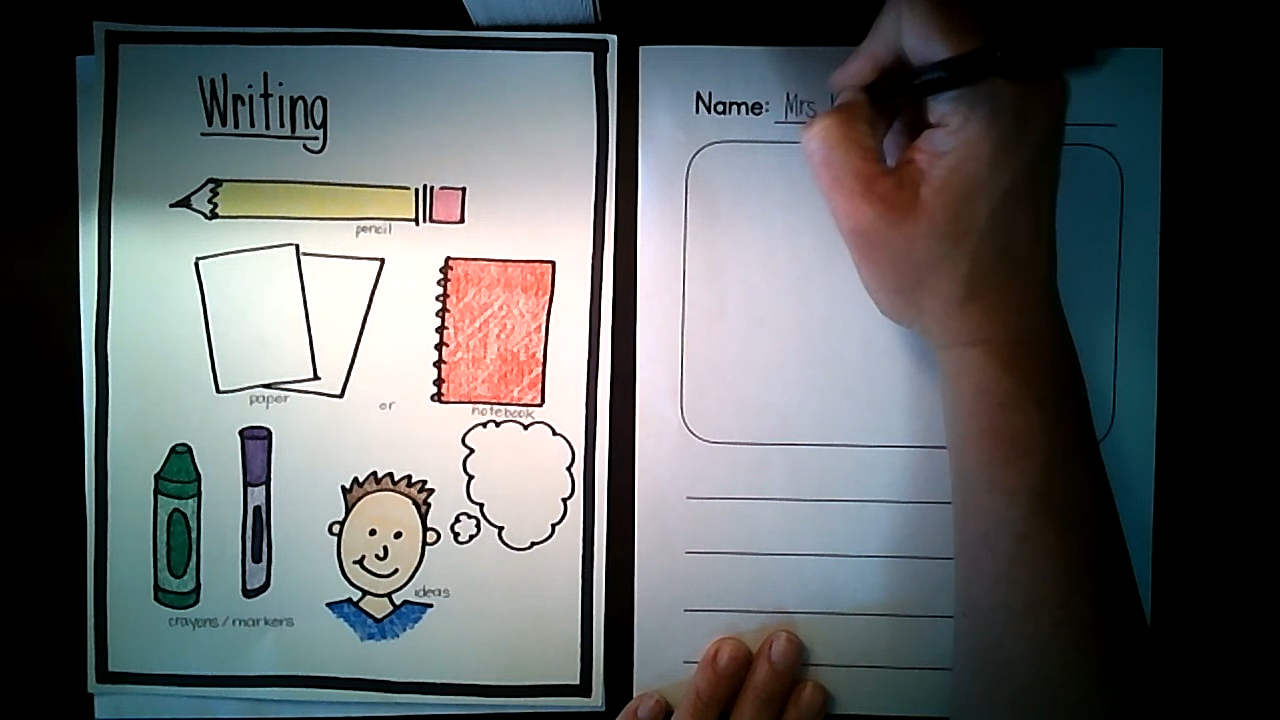 Writing
pencil
paper or notebook
crayons/markers
ideas
Name: Mrs